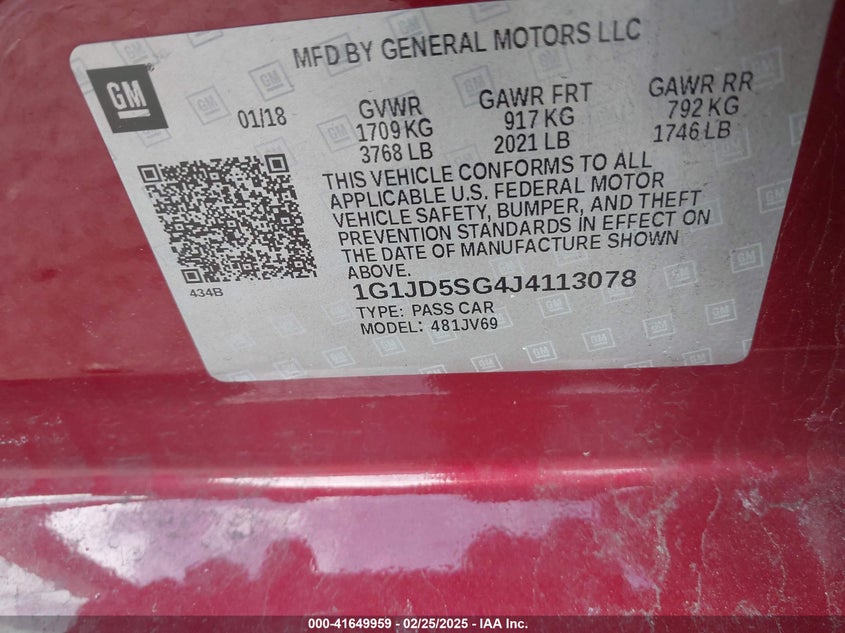 MFD BY GENERAL MOTORS LLC
GM
01/18
GVWR
1709 KG
3768 LB
GAWR FRT
917 KG
2021 LB
GAWR RR
792 KG
1746 LB
THIS VEHICLE CONFORMS TO ALL
APPLICABLE U.S. FEDERAL MOTOR
VEHICLE SAFETY, BUMPER, AND THEFT
PREVENTION STANDARDS IN EFFECT ON
THE DATE OF MANUFACTURE SHOWN
ABOVE.
434B
1G1JD5SG4J4113078
TYPE: PASS CAR
MODEL: 481JV69
000-41649959 - 02/25/2025 - IAA Inc.